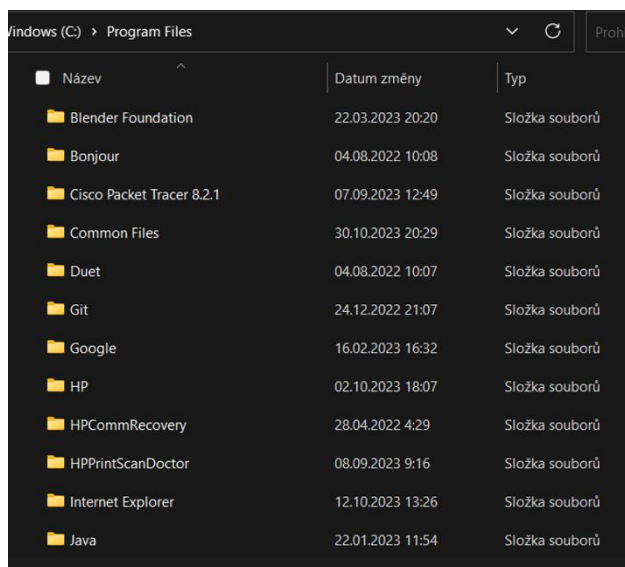 Windows (C:) > Program Files
Název Datum změny Typ
Blender Foundation 22.03.2023 20:20 Složka souborů
Bonjour 04.08.2022 10:08 Složka souborů
Cisco Packet Tracer 8.2.1 07.09.2023 12:49 Složka souborů
Common Files 30.10.2023 20:29 Složka souborů
Duet 04.08.2022 10:07 Složka souborů
Git 24.12.2022 21:07 Složka souborů
Google 16.02.2023 16:32 Složka souborů
HP 02.10.2023 18:07 Složka souborů
HPCommRecovery 28.04.2022 4:29 Složka souborů
HPPrintScanDoctor 08.09.2023 9:16 Složka souborů
Internet Explorer 12.10.2023 13:26 Složka souborů
Java 22.01.2023 11:54 Složka souborů